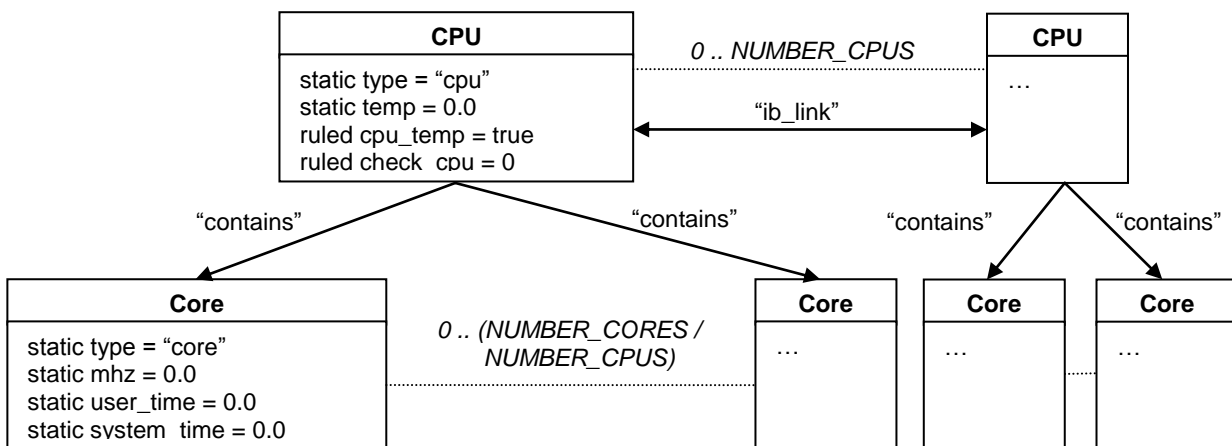 CPU
static type = “cpu”
static temp = 0.0
ruled cpu_temp = true
ruled check_cpu = 0
0 .. NUMBER_CPUS
“ib_link”
CPU
…
“contains”
“contains”
“contains”
“contains”
Core
static type = “core”
static mhz = 0.0
static user_time = 0.0
static system_time = 0.0
0 .. (NUMBER_CORES /
NUMBER_CPUS)
Core
…
Core
…
Core
…